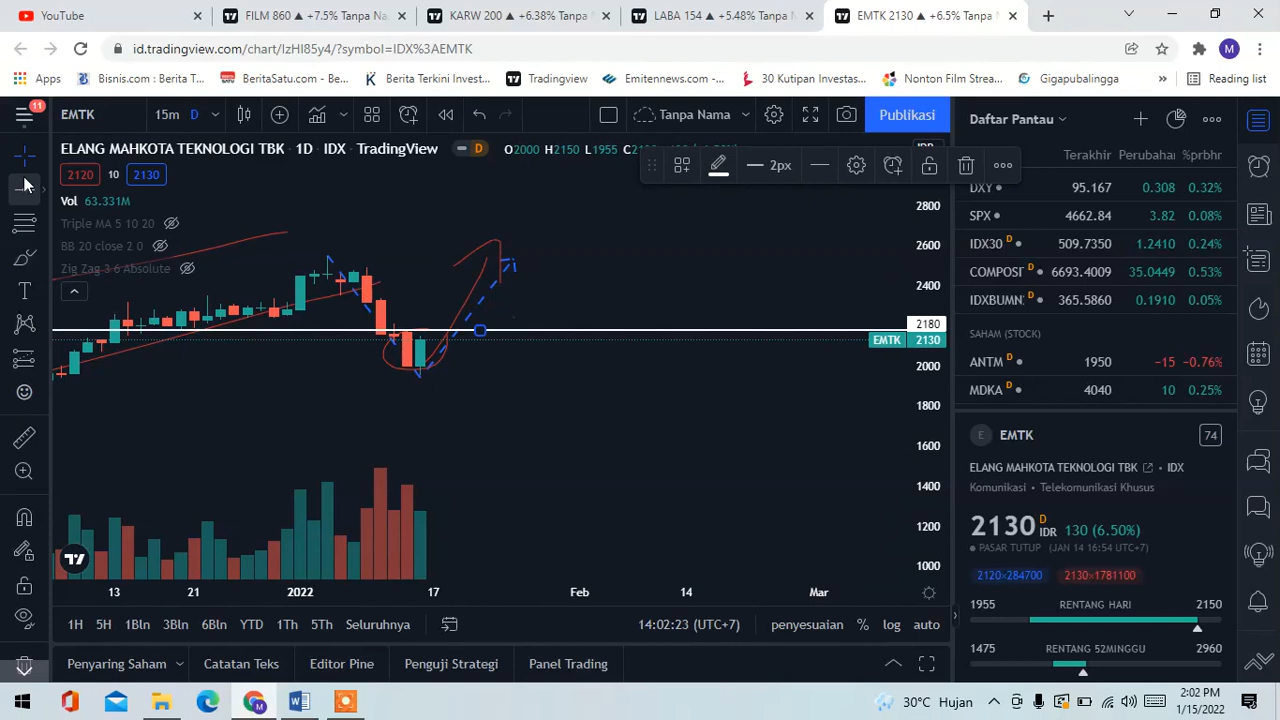 YouTube
FILM 860 ▲ +7.5% Tanpa Na
KARW 200 ▲ +6.38% Tanpa N
LABA 154 ▲ +5.48% Tanpa N
EMTK 2130 ▲ +6.5% Tanpa
id.tradingview.com/chart/IzHI85y4/?symbol=IDX%3AEMTK
M
Apps
Bisnis.com : Berita T...
BeritaSatu.com - Be...
Berita Terkini Invest...
Tradingview
Emitennews.com -...
30 Kutipan Investas...
Nonton Film Strea...
Gigapubalingga
»
Reading list
11
EMTK
15m
D
Tanpa Nama
Publikasi
Daftar Pantau
ELANG MAHKOTA TEKNOLOGI TBK • 1D • IDX • TradingView
D
O2000 H2150 L1955
2px
Terakhir
Perubaha
%prbhr
2120
10
2130
DXY D 95.167 0.308 0.32%
Vol 63.331M
2800
SPX D 4662.84 3.82 0.08%
Triple MA 5 10 20
BB 20 close 2 0
2600
IDX30 D 509.7350 1.2410 0.24%
Zig Zag 3 6 Absolute
COMPOSI D 6693.4009 35.0449 0.53%
2400
IDXBUMN D 365.5860 0.1910 0.05%
2180
SAHAM (STOCK)
EMTK 2130
2000
ANTM D 1950 −15 −0.76%
MDKA D 4040 10 0.25%
1800
1600
1400
1200
1000
E
EMTK
74
ELANG MAHKOTA TEKNOLOGI TBK • IDX
Komunikasi • Telekomunikasi Khusus
2130 D IDR 130 (6.50%)
PASAR TUTUP (JAN 14 16:54 UTC+7)
2120×284700
2130×1781100
13
21
2022
17
Feb
14
Mar
1955 RENTANG HARI 2150
1475 RENTANG 52MINGGU 2960
1H
5H
1Bln
3Bln
6Bln
YTD
1Th
5Th
Seluruhnya
14:02:23 (UTC+7)
penyesuaian
%
log
auto
Penyaring Saham
Catatan Teks
Editor Pine
Penguji Strategi
Panel Trading
30°C Hujan
2:02 PM
1/15/2022